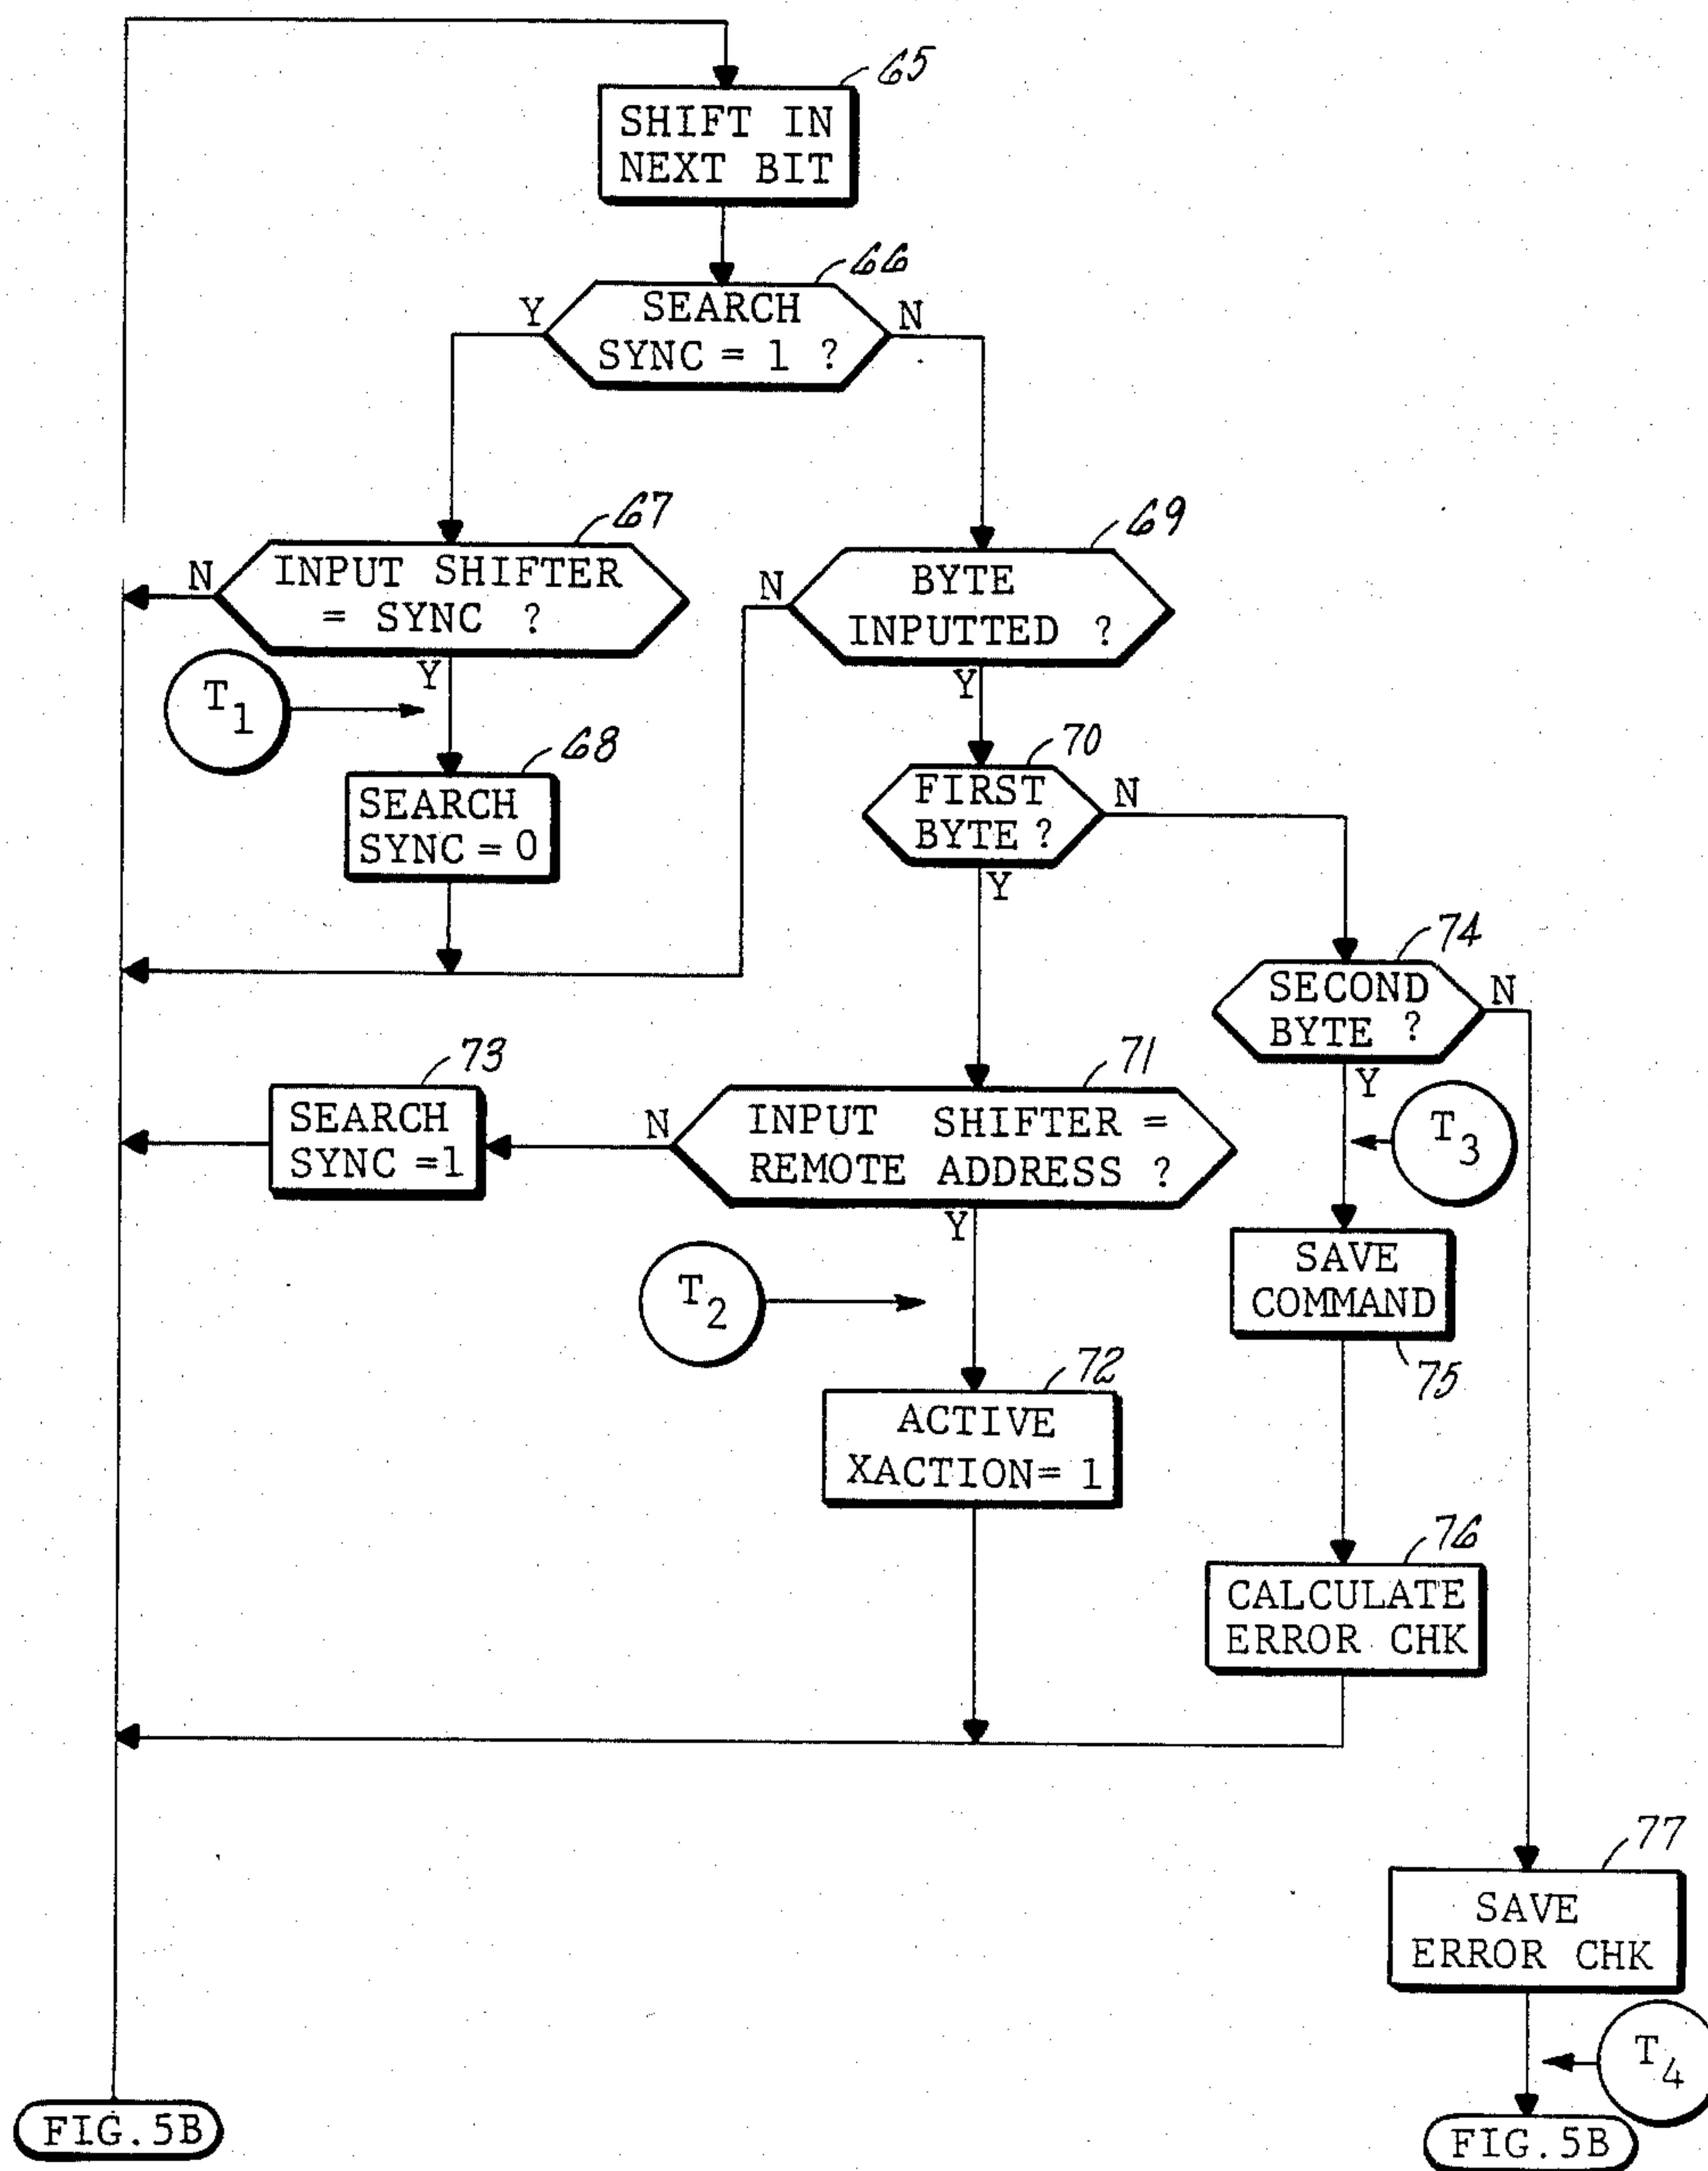 65
SHIFT IN
NEXT BIT
66
Y
SEARCH
SYNC = 1 ?
N
67
INPUT SHIFTER
= SYNC ?
N
Y
69
BYTE
INPUTTED ?
N
Y
T1
68
SEARCH
SYNC = 0
70
FIRST
BYTE ?
N
Y
74
SECOND
BYTE ?
N
Y
73
SEARCH
SYNC =1
71
INPUT SHIFTER =
REMOTE ADDRESS ?
N
Y
T3
T2
SAVE
COMMAND
75
72
ACTIVE
XACTION= 1
76
CALCULATE
ERROR CHK
77
SAVE
ERROR CHK
T4
FIG.5B
FIG.5B